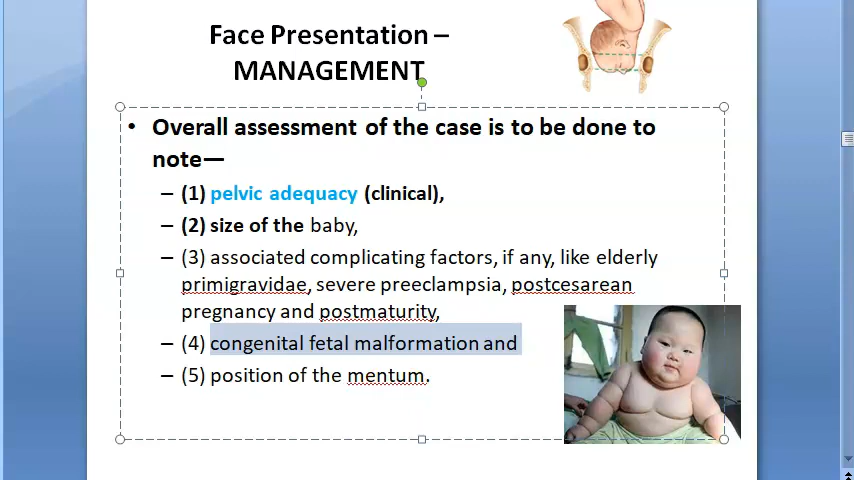 Face Presentation –
MANAGEMENT
• Overall assessment of the case is to be done to
note—
– (1) pelvic adequacy (clinical),
– (2) size of the baby,
– (3) associated complicating factors, if any, like elderly
primigravidae, severe preeclampsia, postcesarean
pregnancy and postmaturity,
– (4) congenital fetal malformation and
– (5) position of the mentum.